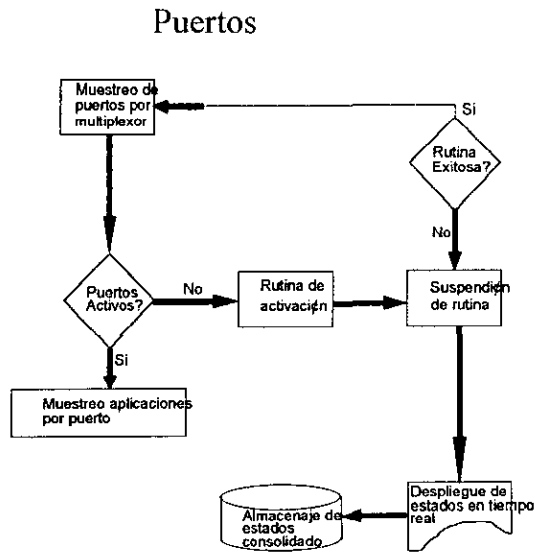 Puertos
Muestreo de
puertos por
multiplexor
Si
Rutina
Exitosa?
No
Puertos
Activos?
No
Rutina de
activación
Suspendión
de rutina
Si
Muestreo aplicaciones
por puerto
Despliegue de
estados en tiempo
real
Almacenaje de
estados
consolidado